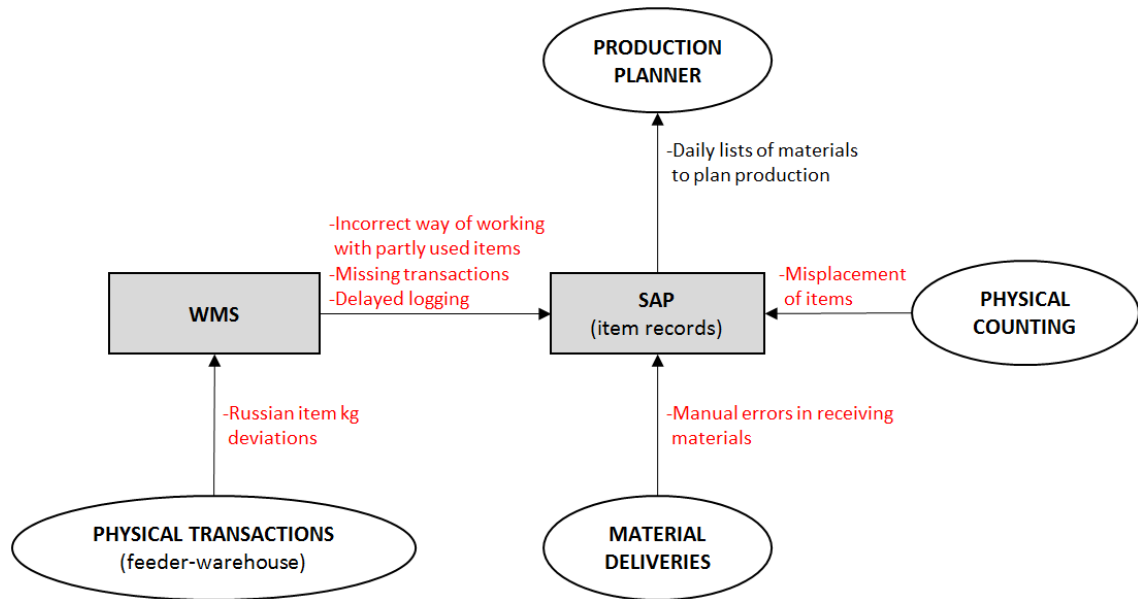 PRODUCTION
PLANNER
-Daily lists of materials
to plan production
-Incorrect way of working
with partly used items
-Missing transactions
-Delayed logging
WMS
SAP
(item records)
-Misplacement
of items
PHYSICAL
COUNTING
-Russian item kg
deviations
-Manual errors in receiving
materials
PHYSICAL TRANSACTIONS
(feeder-warehouse)
MATERIAL
DELIVERIES